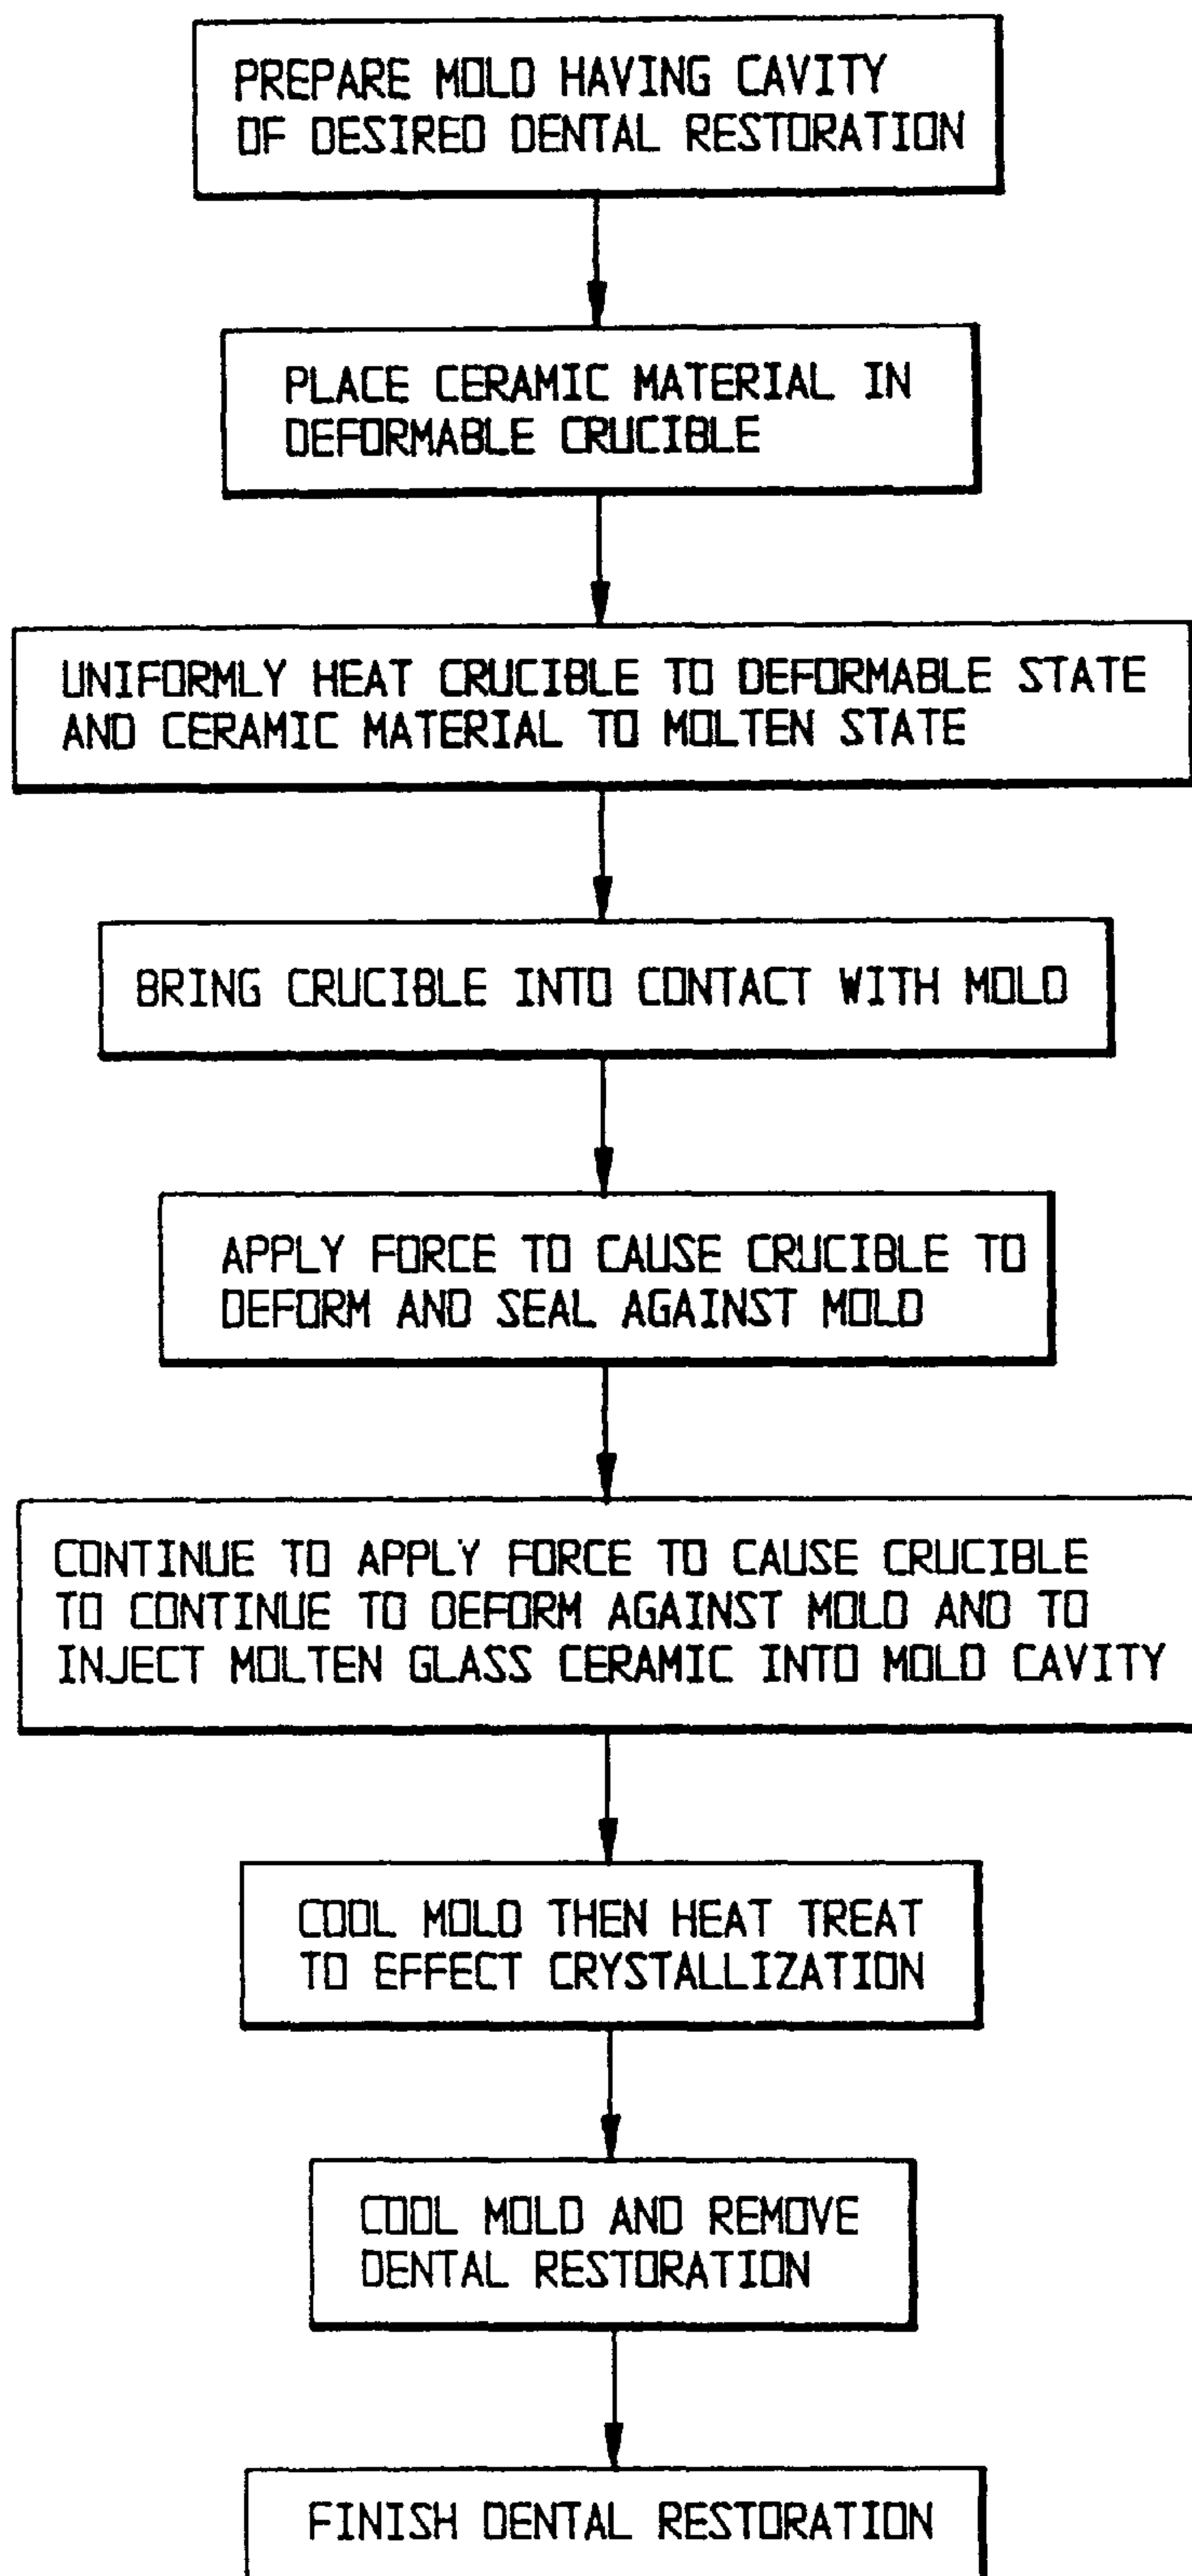 PREPARE MOLD HAVING CAVITY
OF DESIRED DENTAL RESTORATION
PLACE CERAMIC MATERIAL IN
DEFORMABLE CRUCIBLE
UNIFORMLY HEAT CRUCIBLE TO DEFORMABLE STATE
AND CERAMIC MATERIAL TO MOLTEN STATE
BRING CRUCIBLE INTO CONTACT WITH MOLD
APPLY FORCE TO CAUSE CRUCIBLE TO
DEFORM AND SEAL AGAINST MOLD
CONTINUE TO APPLY FORCE TO CAUSE CRUCIBLE
TO CONTINUE TO DEFORM AGAINST MOLD AND TO
INJECT MOLTEN GLASS CERAMIC INTO MOLD CAVITY
COOL MOLD THEN HEAT TREAT
TO EFFECT CRYSTALLIZATION
COOL MOLD AND REMOVE
DENTAL RESTORATION
FINISH DENTAL RESTORATION